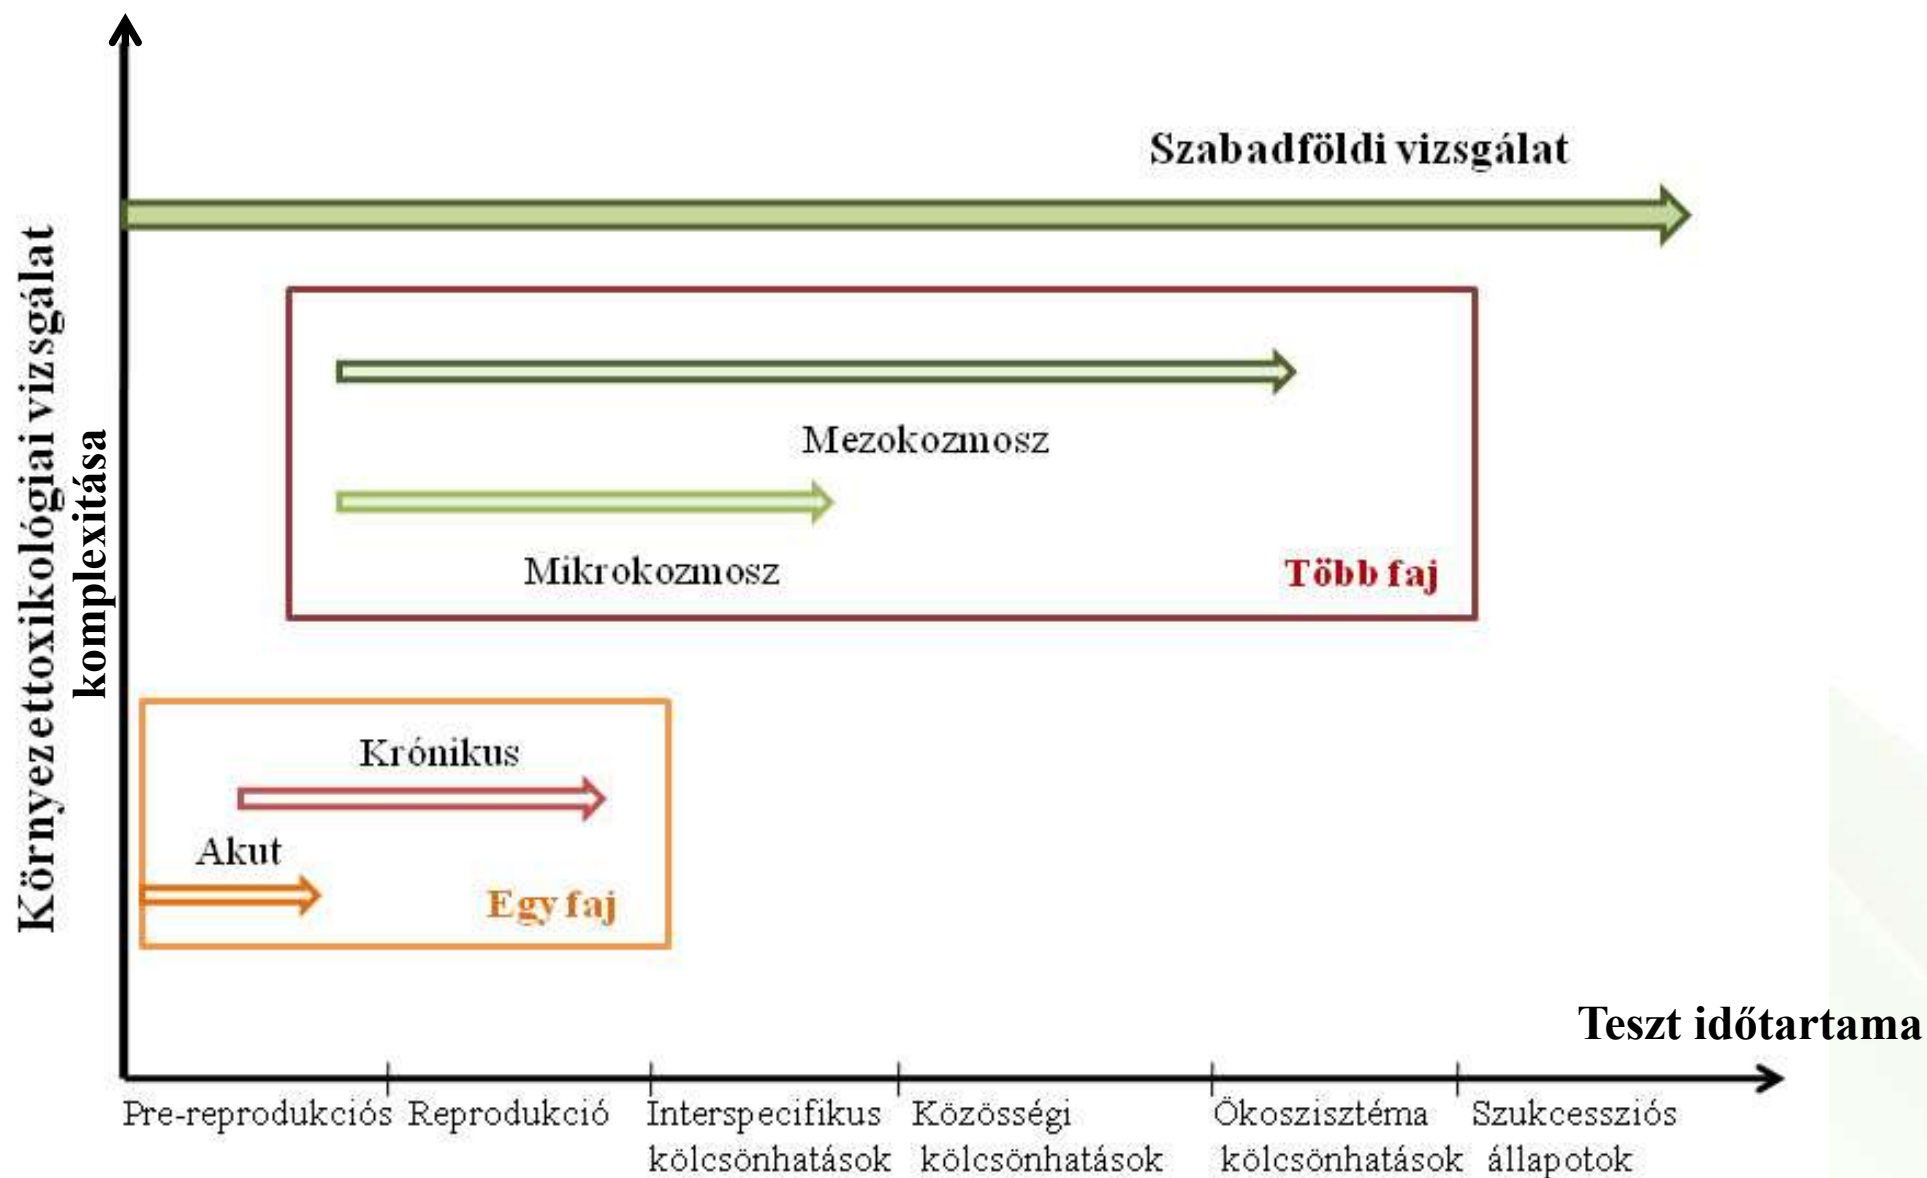 Környezettoxikológiai vizsgálat
komplexitása
Szabadföldi vizsgálat
Mezokozmosz
Mikrokozmosz
Több faj
Krónikus
Akut
Egy faj
Teszt időtartama
Pre-reprodukciós
Reprodukció
Interspecifikus
kölcsönhatások
Közösségi
kölcsönhatások
Ökoszisztéma
kölcsönhatások
Szukcessziós
állapotok